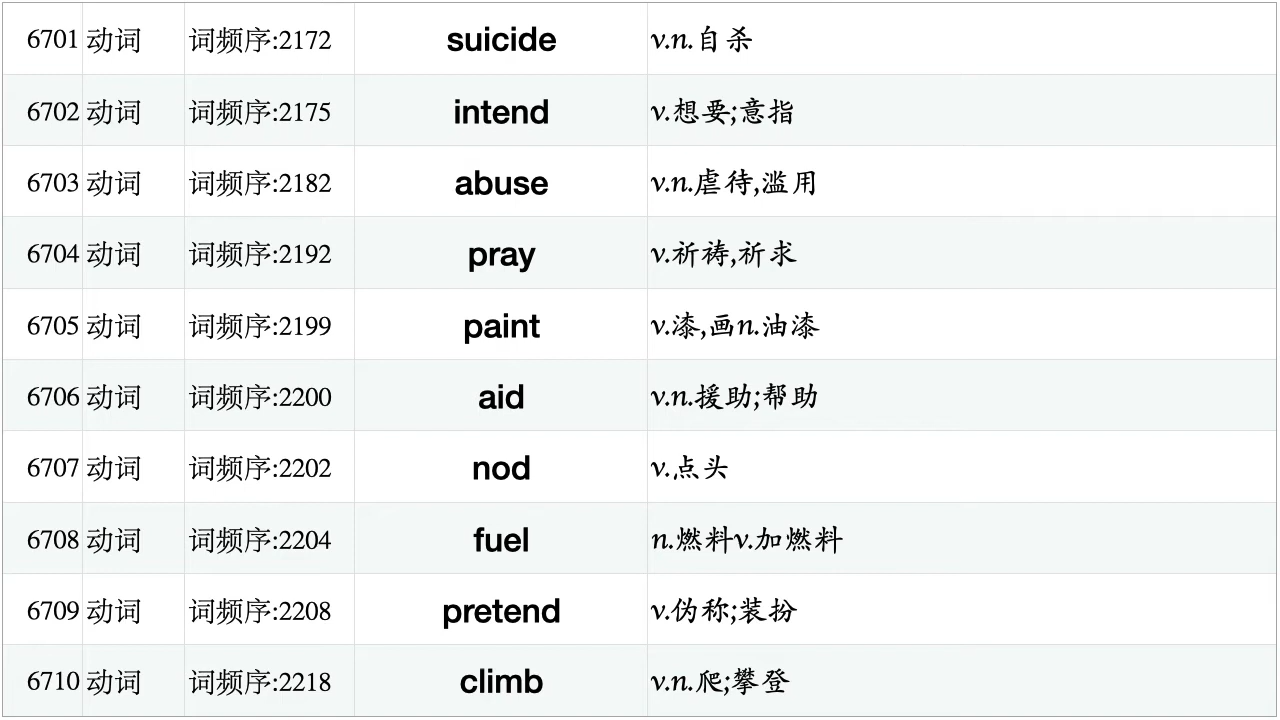 6701 动词 词频序:2172 suicide v.n.自杀
6702 动词 词频序:2175 intend v.想要;意指
6703 动词 词频序:2182 abuse v.n.虐待,滥用
6704 动词 词频序:2192 pray v.祈祷,祈求
6705 动词 词频序:2199 paint v.漆,画n.油漆
6706 动词 词频序:2200 aid v.n.援助;帮助
6707 动词 词频序:2202 nod v.点头
6708 动词 词频序:2204 fuel n.燃料v.加燃料
6709 动词 词频序:2208 pretend v.伪称;装扮
6710 动词 词频序:2218 climb v.n.爬;攀登